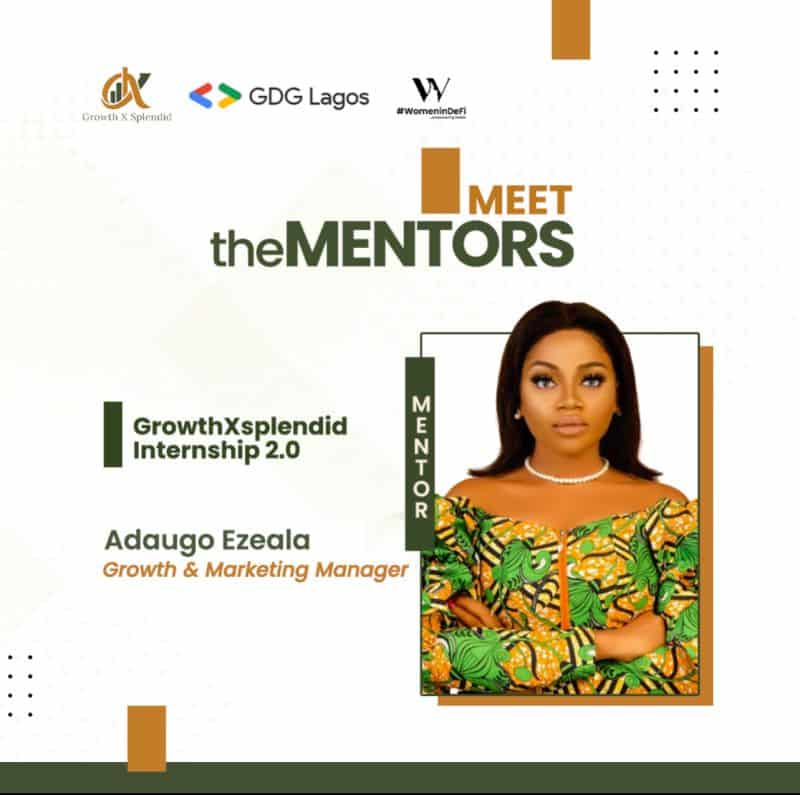 Growth X Splendid
GDG Lagos
#WomeninDeFi
MEET
theMENTORS
MENTOR
GrowthXsplendid
Internship 2.0
Adaugo Ezeala
Growth & Marketing Manager